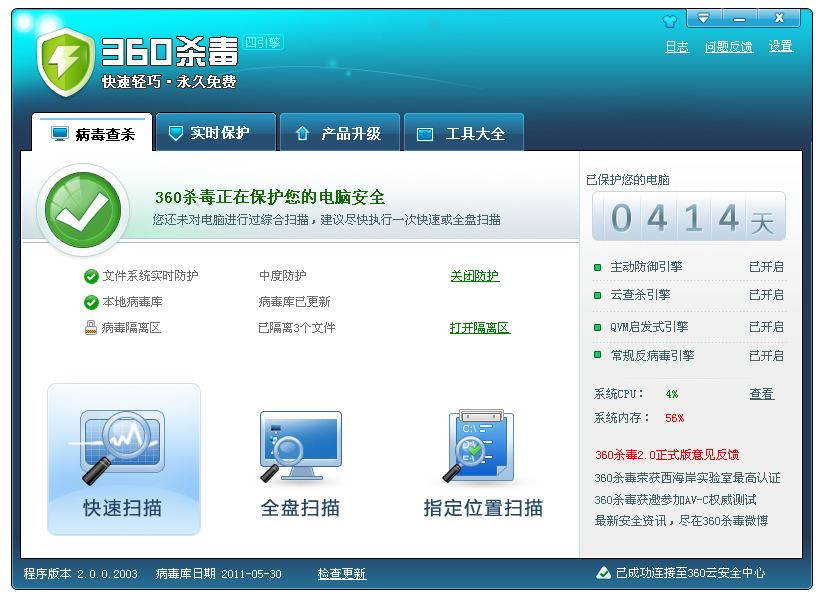 360杀毒 四引擎
快速轻巧·永久免费
日志 问题反馈 设置
病毒查杀 实时保护 产品升级 工具大全
360杀毒正在保护您的电脑安全
您还未对电脑进行过综合扫描，建议尽快执行一次快速或全盘扫描
文件系统实时防护 中度防护 关闭防护
本地病毒库 病毒库已更新
病毒隔离区 已隔离3个文件 打开隔离区
快速扫描 全盘扫描 指定位置扫描
C:\
已保护您的电脑
0414天
主动防御引擎 已开启
云查杀引擎 已开启
QVM启发式引擎 已开启
常规反病毒引擎 已开启
系统CPU： 4% 查看
系统内存： 56%
360杀毒2.0正式版意见反馈
360杀毒荣获西海岸实验室最高认证
360杀毒获邀参加AV-C权威测试
最新安全资讯，尽在360杀毒微博
程序版本 2.0.0.2003 病毒库日期 2011-05-30 检查更新 已成功连接至360云安全中心